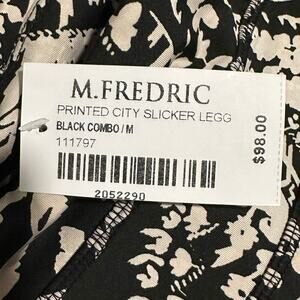 M.FREDRIC
PRINTED CITY SLICKER LEGG
BLACK COMBO / M
111797
$98.00
2052290